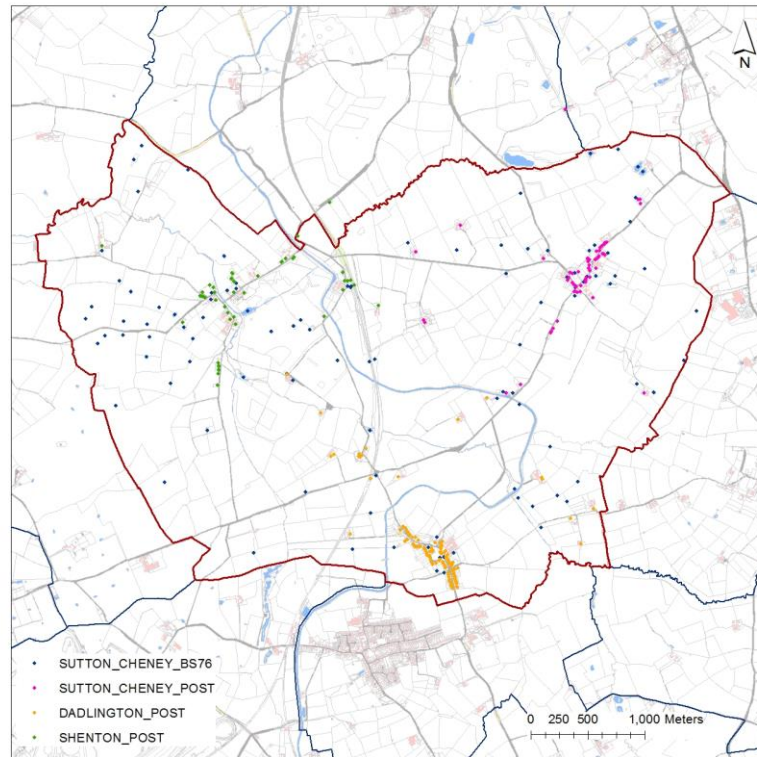 N
SUTTON_CHENEY_BS76
SUTTON_CHENEY_POST
DADLINGTON_POST
SHENTON_POST
0 250 500 1,000 Meters